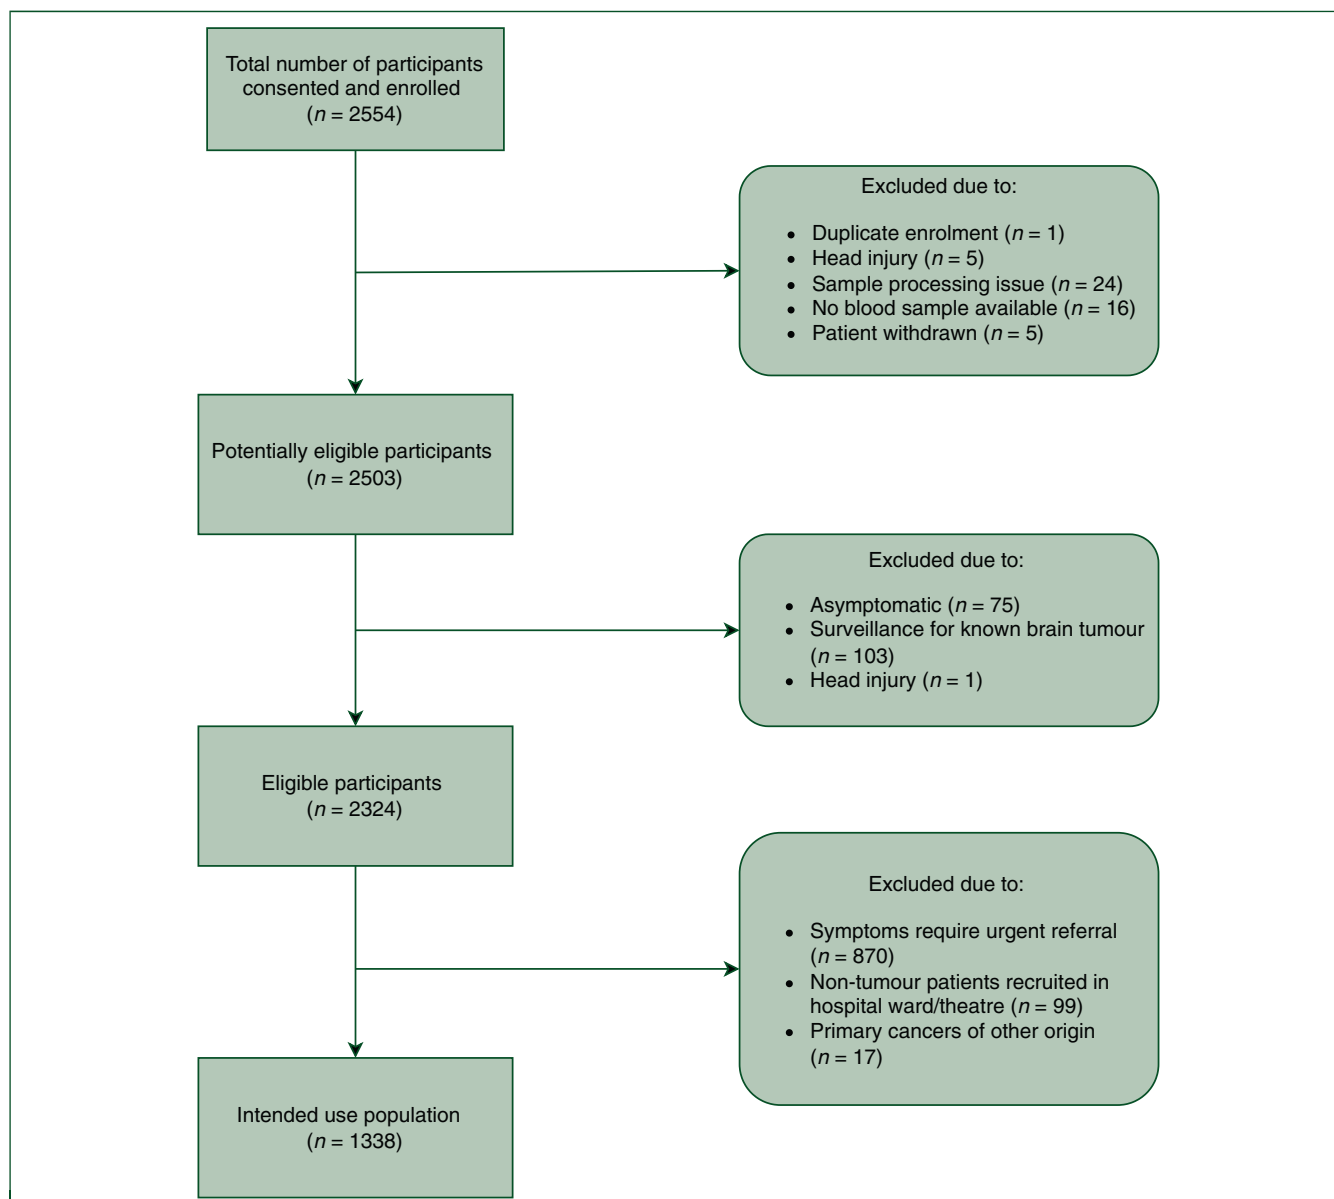 Total number of participants
consented and enrolled
(n = 2554)
Excluded due to:
• Duplicate enrolment (n = 1)
• Head injury (n = 5)
• Sample processing issue (n = 24)
• No blood sample available (n = 16)
• Patient withdrawn (n = 5)
Potentially eligible participants
(n = 2503)
Excluded due to:
• Asymptomatic (n = 75)
• Surveillance for known brain tumour
(n = 103)
• Head injury (n = 1)
Eligible participants
(n = 2324)
Excluded due to:
• Symptoms require urgent referral
(n = 870)
• Non-tumour patients recruited in
hospital ward/theatre (n = 99)
• Primary cancers of other origin
(n = 17)
Intended use population
(n = 1338)